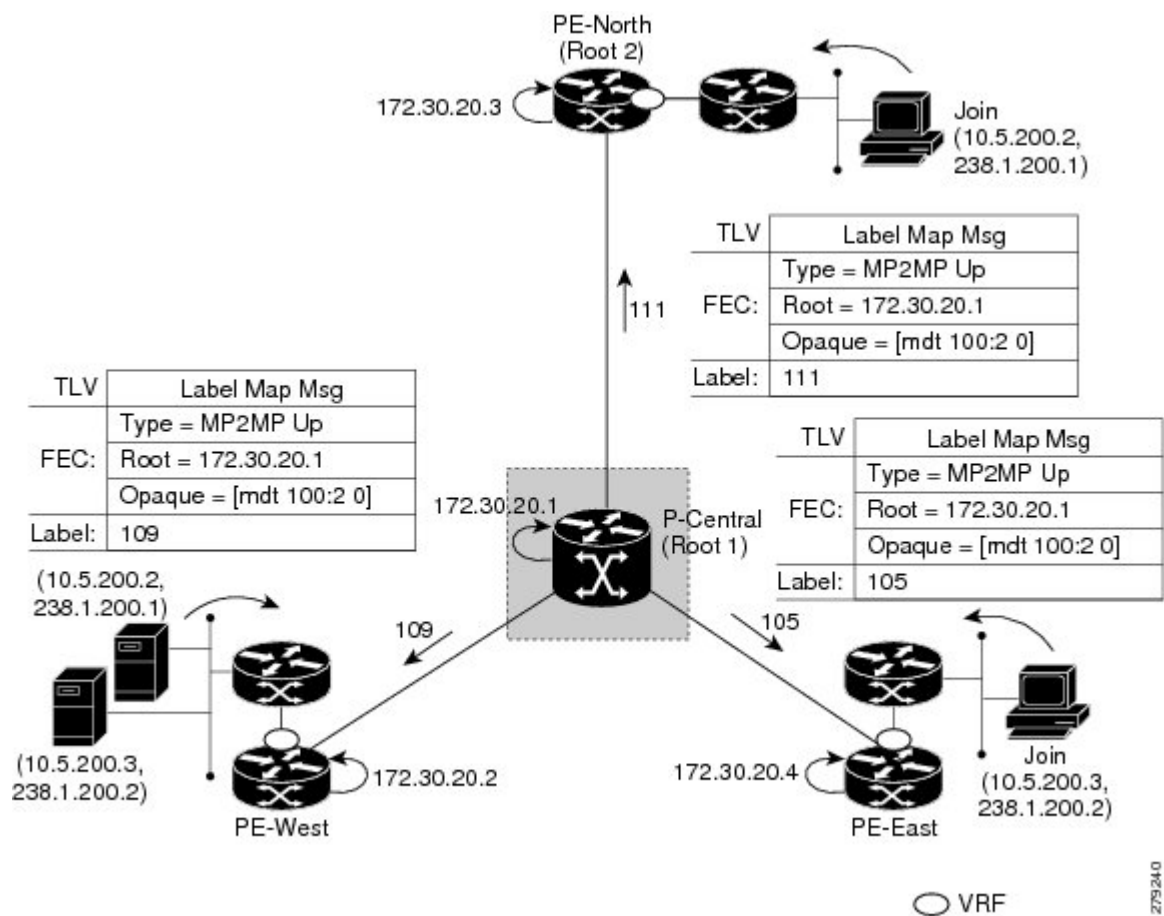 PE-North
(Root 2)
172.30.20.3
Join
(10.5.200.2,
238.1.200.1)
TLV
Label Map Msg
Type = MP2MP Up
FEC:
Root = 172.30.20.1
Opaque = [mdt 100:2 0]
Label:
111
111
TLV
Label Map Msg
Type = MP2MP Up
FEC:
Root = 172.30.20.1
Opaque = [mdt 100:2 0]
Label:
109
TLV
Label Map Msg
Type = MP2MP Up
FEC:
Root = 172.30.20.1
Opaque = [mdt 100:2 0]
Label:
105
172.30.20.1
P-Central
(Root 1)
(10.5.200.2,
238.1.200.1)
109
105
(10.5.200.3,
238.1.200.2)
172.30.20.2
PE-West
172.30.20.4
PE-East
Join
(10.5.200.3,
238.1.200.2)
VRF
279240